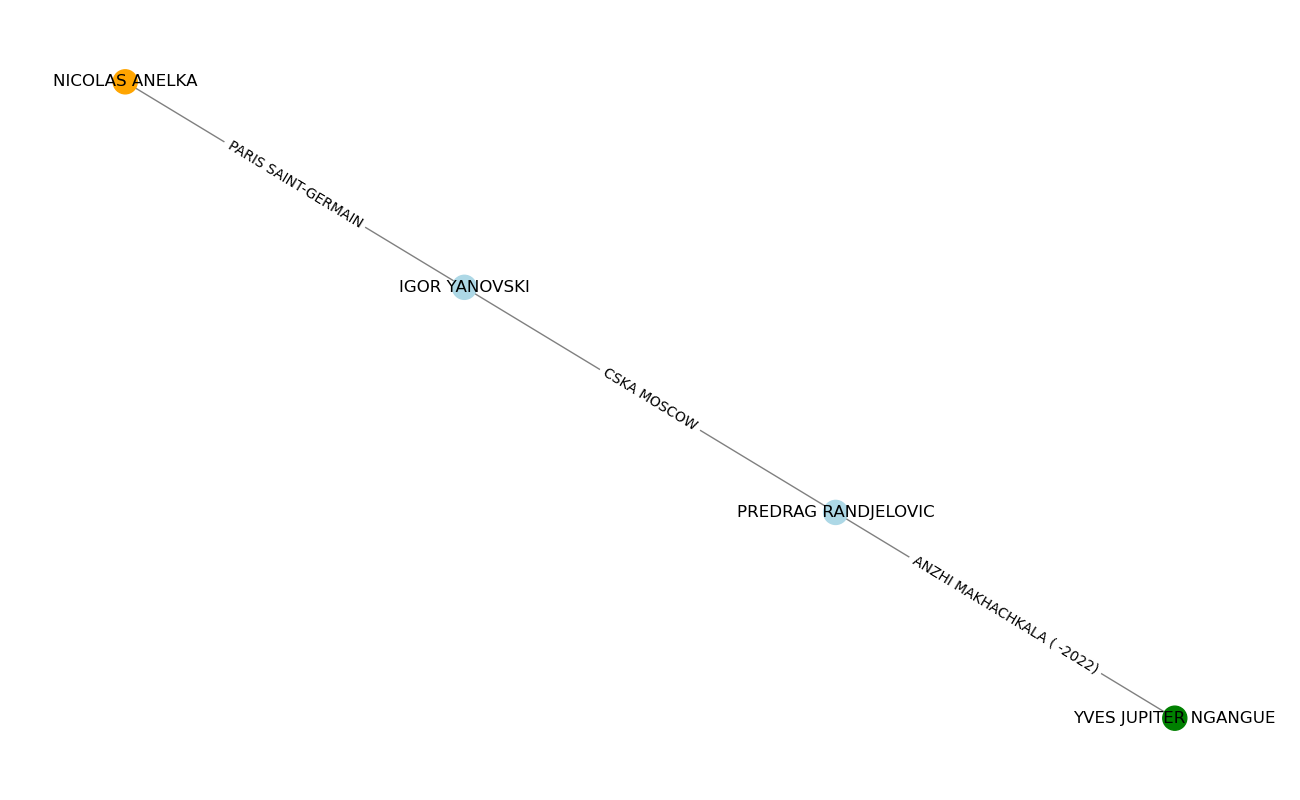 NICOLAS ANELKA
PARIS SAINT-GERMAIN
IGOR YANOVSKI
CSKA MOSCOW
PREDRAG RANDJELOVIC
ANZHI MAKHACHKALA ( -2022)
YVES JUPITER NGANGUE